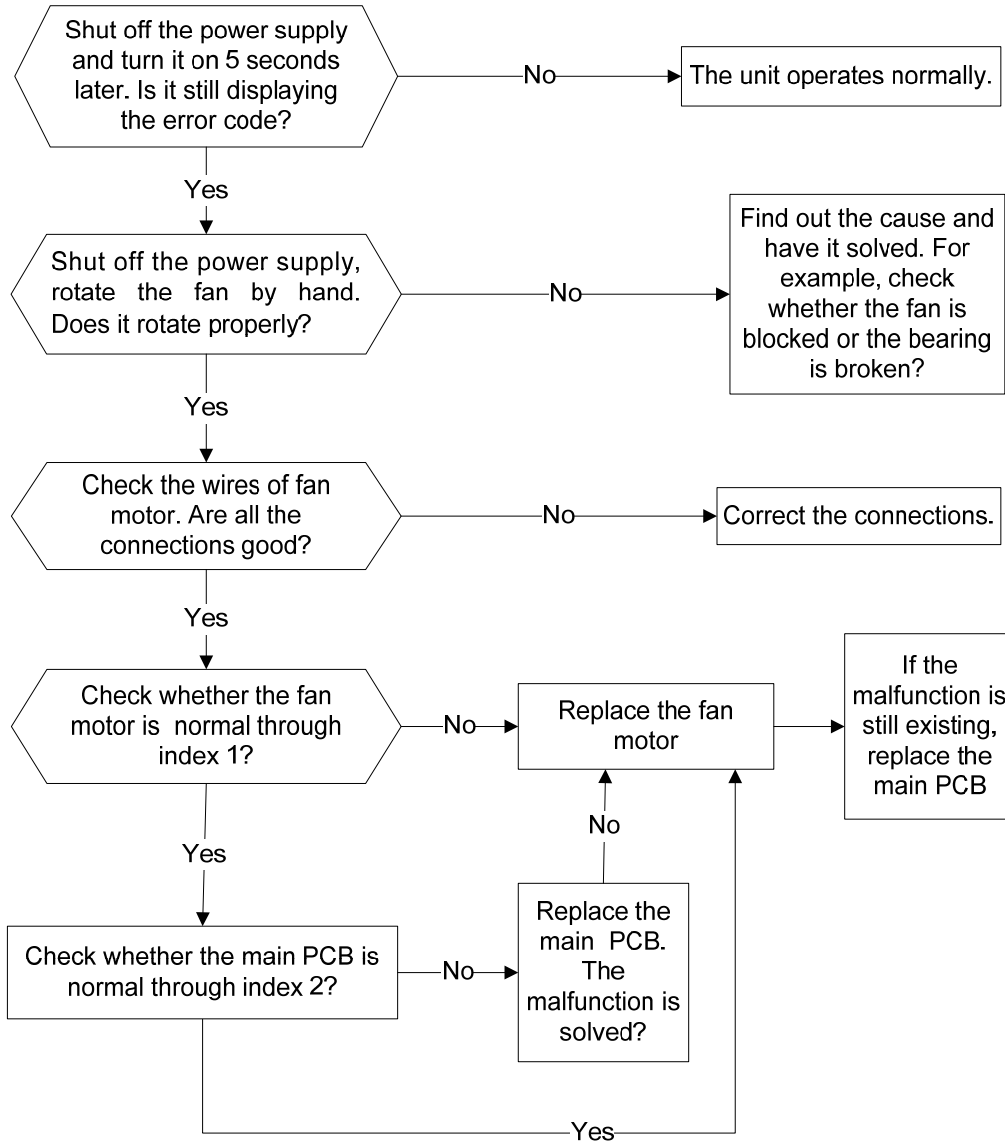 Shut off the power supply
and turn it on 5 seconds
later. Is it still displaying
the error code?
No
The unit operates normally.
Yes
Shut off the power supply,
rotate the fan by hand.
Does it rotate properly?
No
Find out the cause and
have it solved. For
example, check
whether the fan is
blocked or the bearing
is broken?
Yes
Check the wires of fan
motor. Are all the
connections good?
No
Correct the connections.
Yes
Check whether the fan
motor is normal through
index 1?
No
Replace the fan
motor
If the
malfunction is
still existing,
replace the
main PCB
Yes
No
Check whether the main PCB is
normal through index 2?
No
Replace the
main PCB.
The
malfunction is
solved?
Yes